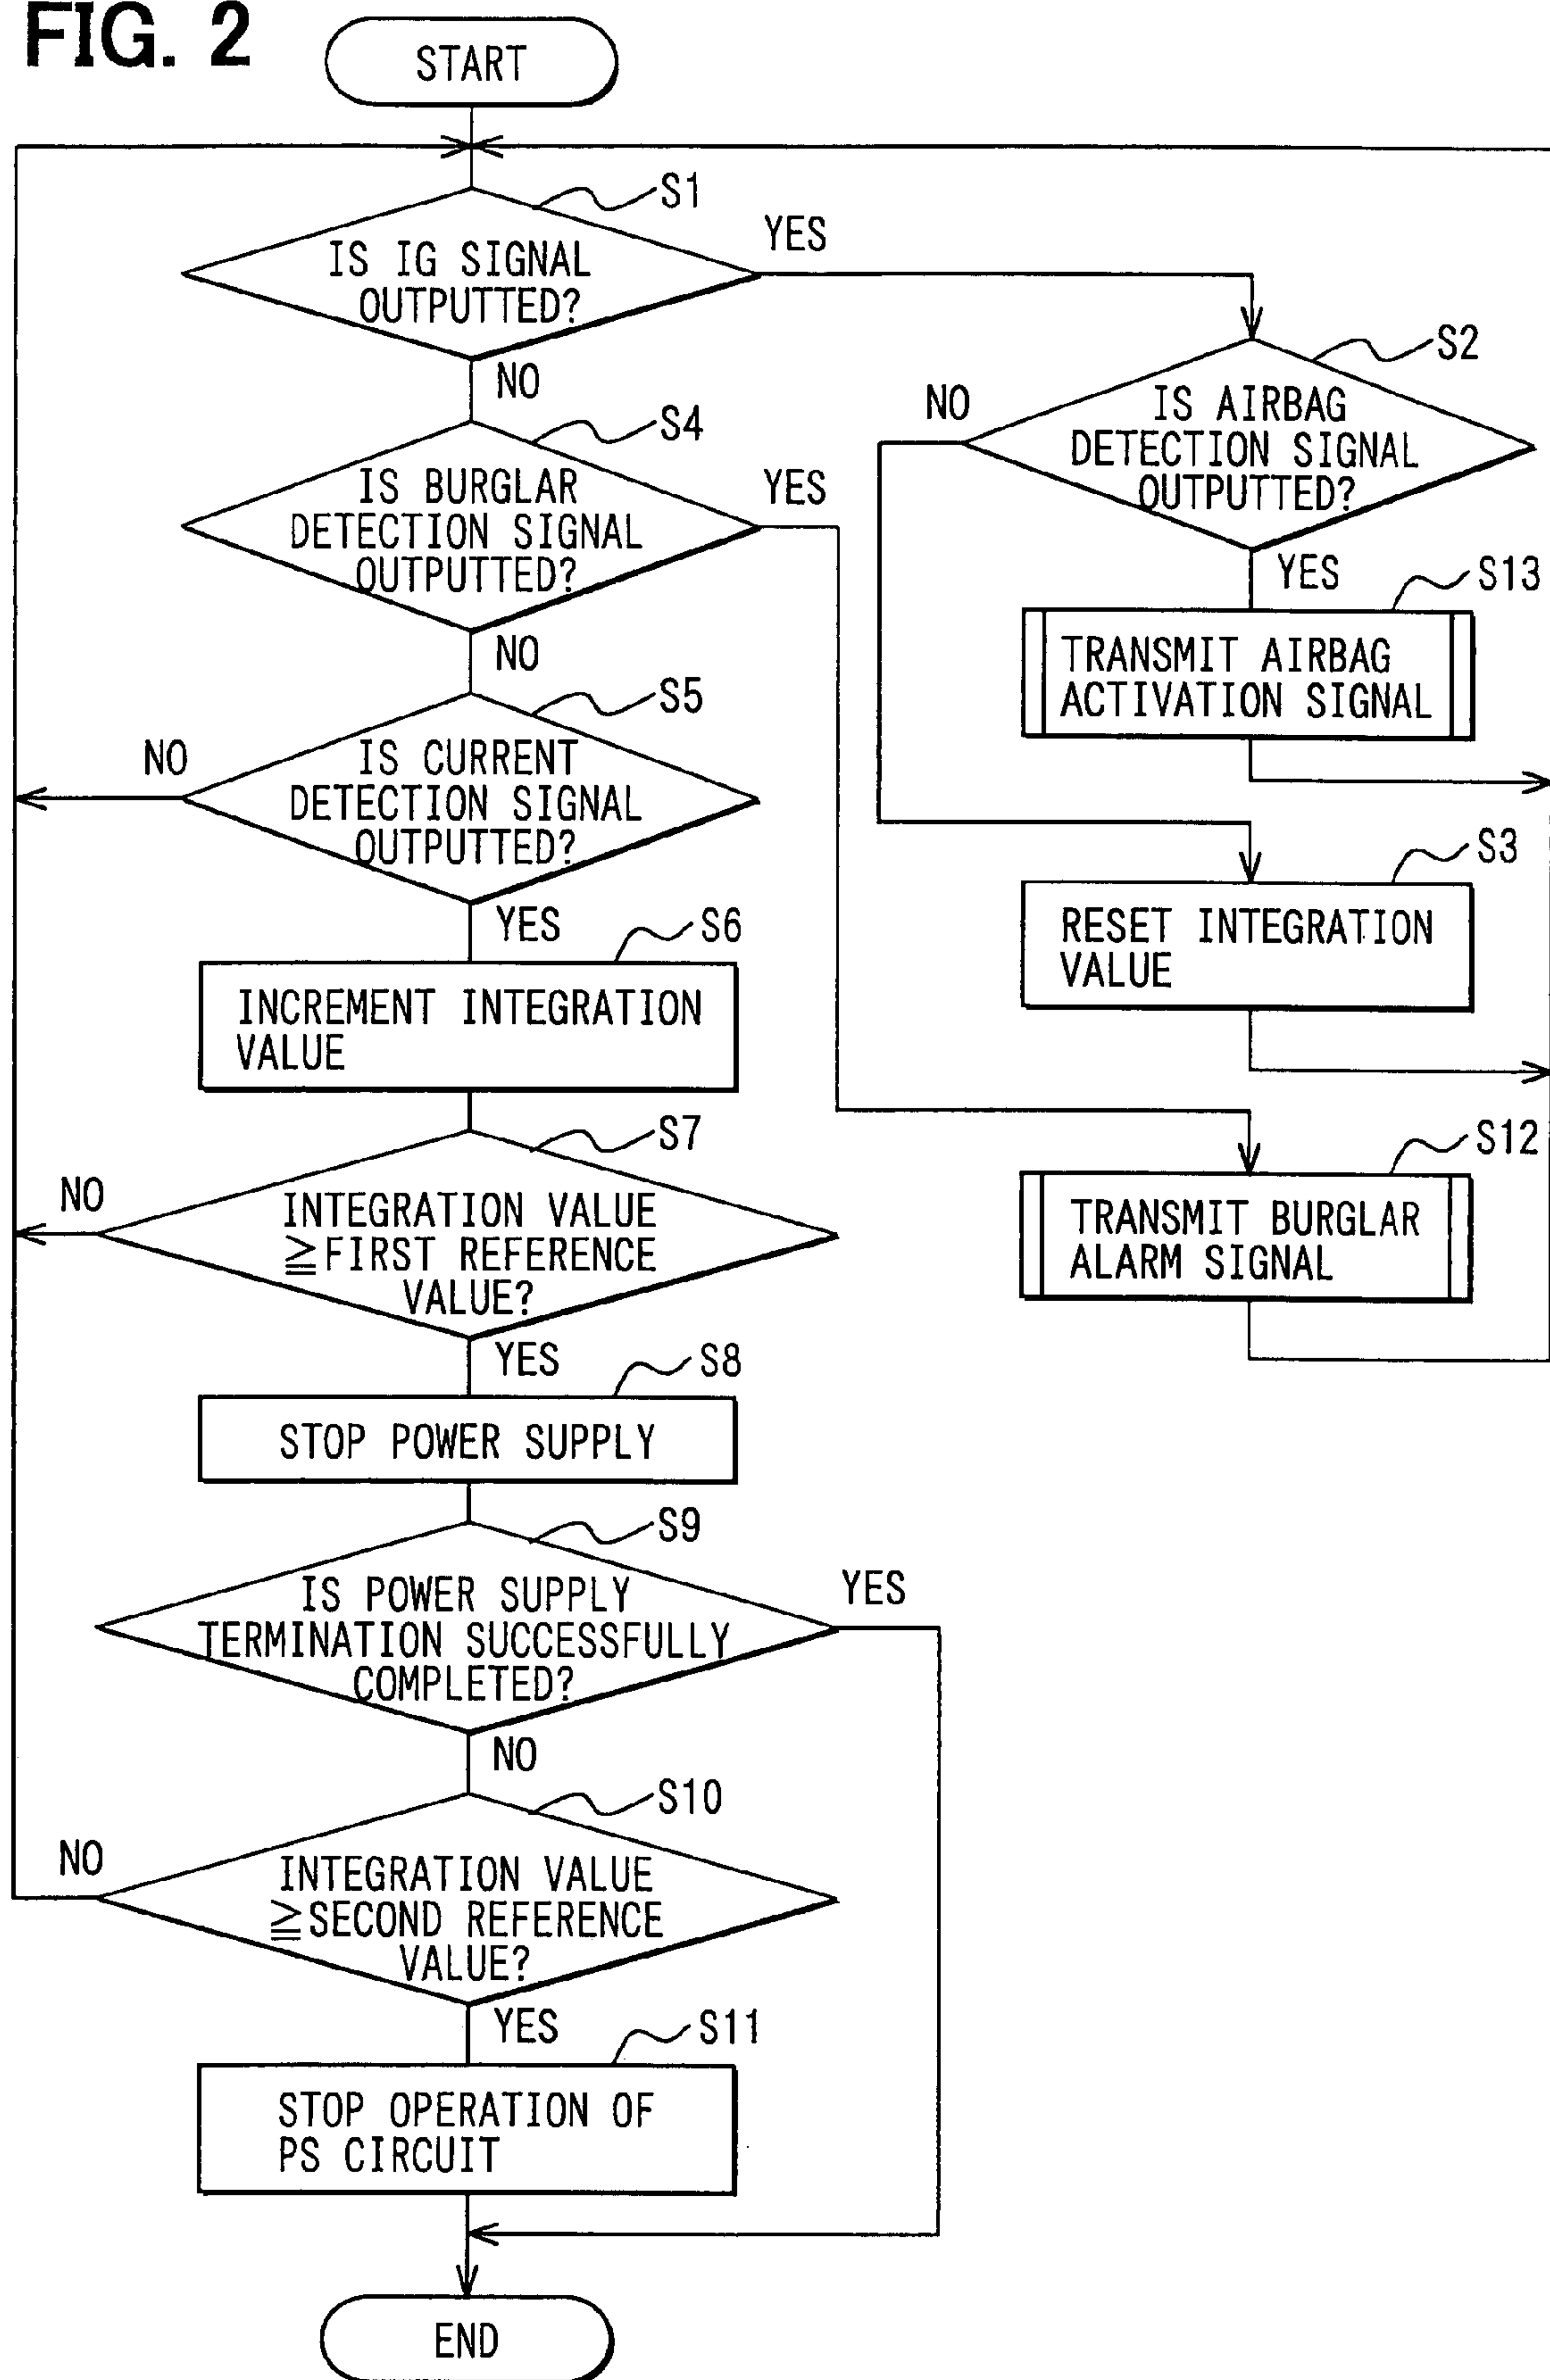 FIG. 2
START
S1
IS IG SIGNAL
OUTPUTTED?
YES
NO
S2
IS AIRBAG
DETECTION SIGNAL
OUTPUTTED?
NO
YES
S4
IS BURGLAR
DETECTION SIGNAL
OUTPUTTED?
YES
NO
S13
TRANSMIT AIRBAG
ACTIVATION SIGNAL
S5
IS CURRENT
DETECTION SIGNAL
OUTPUTTED?
NO
YES
S3
RESET INTEGRATION
VALUE
S6
INCREMENT INTEGRATION
VALUE
S7
INTEGRATION VALUE
≧FIRST REFERENCE
VALUE?
NO
YES
S12
TRANSMIT BURGLAR
ALARM SIGNAL
S8
STOP POWER SUPPLY
S9
IS POWER SUPPLY
TERMINATION SUCCESSFULLY
COMPLETED?
YES
NO
S10
INTEGRATION VALUE
≧SECOND REFERENCE
VALUE?
NO
YES
S11
STOP OPERATION OF
PS CIRCUIT
END